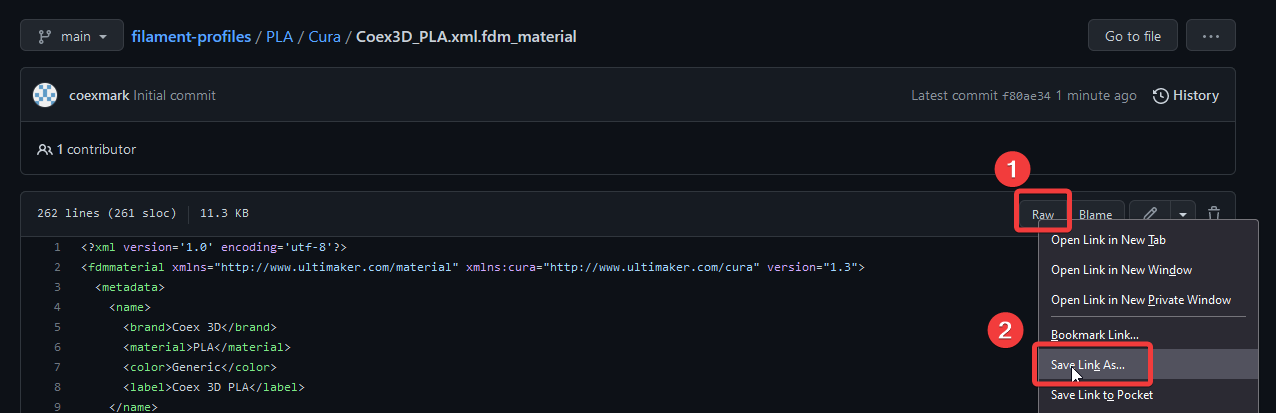 main
filament-profiles / PLA / Cura / Coex3D_PLA.xml.fdm_material
Go to file
...
coexmark Initial commit
Latest commit f80ae34 1 minute ago
History
1 contributor
1
262 lines (261 sloc) 11.3 KB
Raw
Blame
1 <?xml version='1.0' encoding='utf-8'?>
2 <fdmmaterial xmlns="http://www.ultimaker.com/material" xmlns:cura="http://www.ultimaker.com/cura" version="1.3">
3 <metadata>
4 <name>
5 <brand>Coex 3D</brand>
6 <material>PLA</material>
7 <color>Generic</color>
8 <label>Coex 3D PLA</label>
9 </name>
Open Link in New Tab
Open Link in New Window
Open Link in New Private Window
2
Bookmark Link...
Save Link As...
Save Link to Pocket